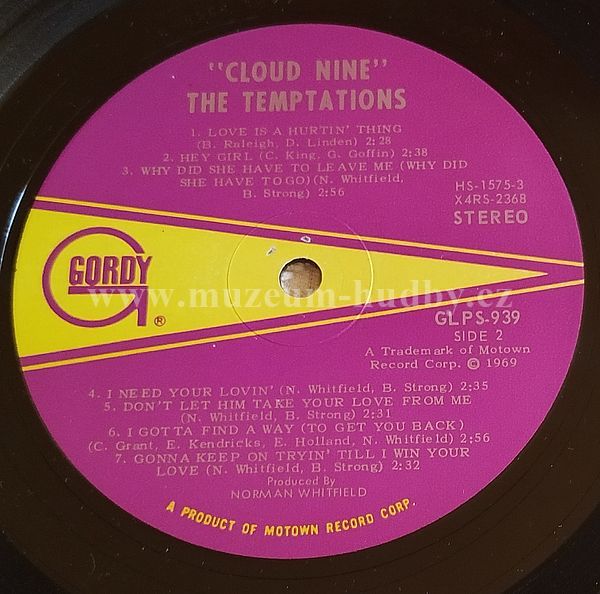 "CLOUD NINE"
THE TEMPTATIONS
1. LOVE IS A HURTIN' THING
(B. Raleigh, D. Linden) 2:28
2. HEY GIRL (C. King, G. Goffin) 2:38
3. WHY DID SHE HAVE TO LEAVE ME (WHY DID
SHE HAVE TO GO) (N. Whitfield,
B. Strong) 2:56
HS-1575-3
X4RS-2368
STEREO
GORDY
®
www.muzeum-hudby.cz
GLPS-939
SIDE 2
A Trademark of Motown
Record Corp. © 1969
4. I NEED YOUR LOVIN' (N. Whitfield, B. Strong) 2:35
5. DON'T LET HIM TAKE YOUR LOVE FROM ME
(N. Whitfield, B. Strong) 2:31
6. I GOTTA FIND A WAY (TO GET YOU BACK)
(C. Grant, E. Kendricks, E. Holland, N. Whitfield) 2:56
7. GONNA KEEP ON TRYIN' TILL I WIN YOUR
LOVE (N. Whitfield, B. Strong) 2:32
Produced By
NORMAN WHITFIELD
A PRODUCT OF MOTOWN RECORD CORP.